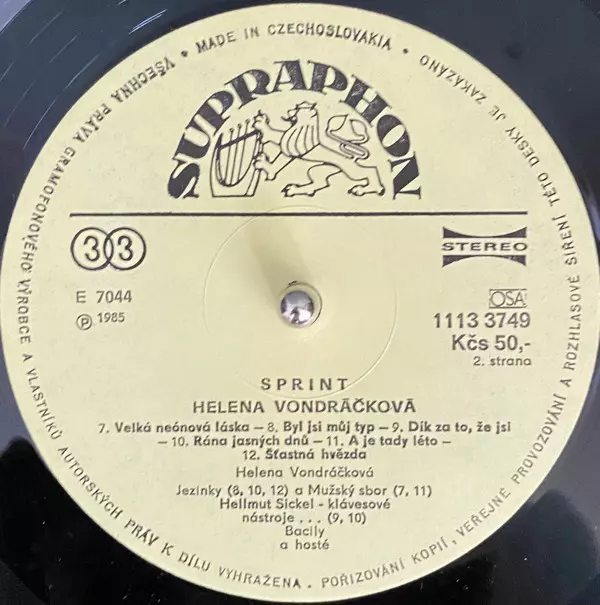 VŠECHNA PRÁVA GRAMOFONOVÉHO VÝROBCE A VLASTNÍKŮ AUTORSKÝCH PRÁV K DÍLU VYHRAŽENA. POŘIZOVÁNÍ KOPIÍ, VEŘEJNÉ PROVOZOVÁNÍ A ROZHLASOVÉ ŠÍŘENÍ TÉTO DESKY JE ZAKÁZÁNO • MADE IN CZECHOSLOVAKIA •
SUPRAPHON
33
STEREO
E 7044
OSA
Ⓟ 1985
1113 3749
Kčs 50,-
2. strana
SPRINT
HELENA VONDRÁČKOVÁ
7. Velká neónová láska – 8. Byl jsi můj typ – 9. Dík za to, že jsi
– 10. Rána jasných dnů – 11. A je tady léto –
12. Šťastná hvězda
Helena Vondráčková
Jezinky (8, 10, 12) a Mužský sbor (7, 11)
Hellmut Sickel - klávesové
nástroje . . . (9, 10)
Bacily
a hosté